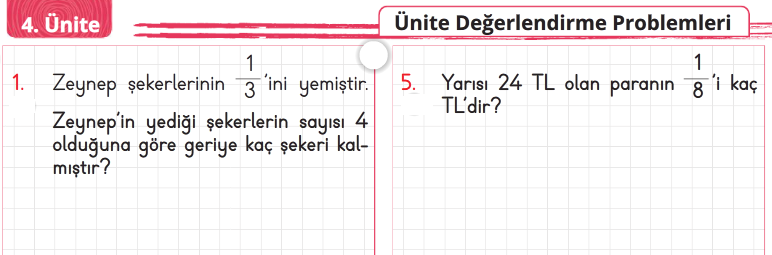 4. Ünite
Ünite Değerlendirme Problemleri
1. Zeynep şekerlerinin 1/3 'ini yemiştir.
Zeynep'in yediği şekerlerin sayısı 4
olduğuna göre geriye kaç şekeri kal-
mıştır?
5. Yarısı 24 TL olan paranın 1/8 'i kaç
TL'dir?